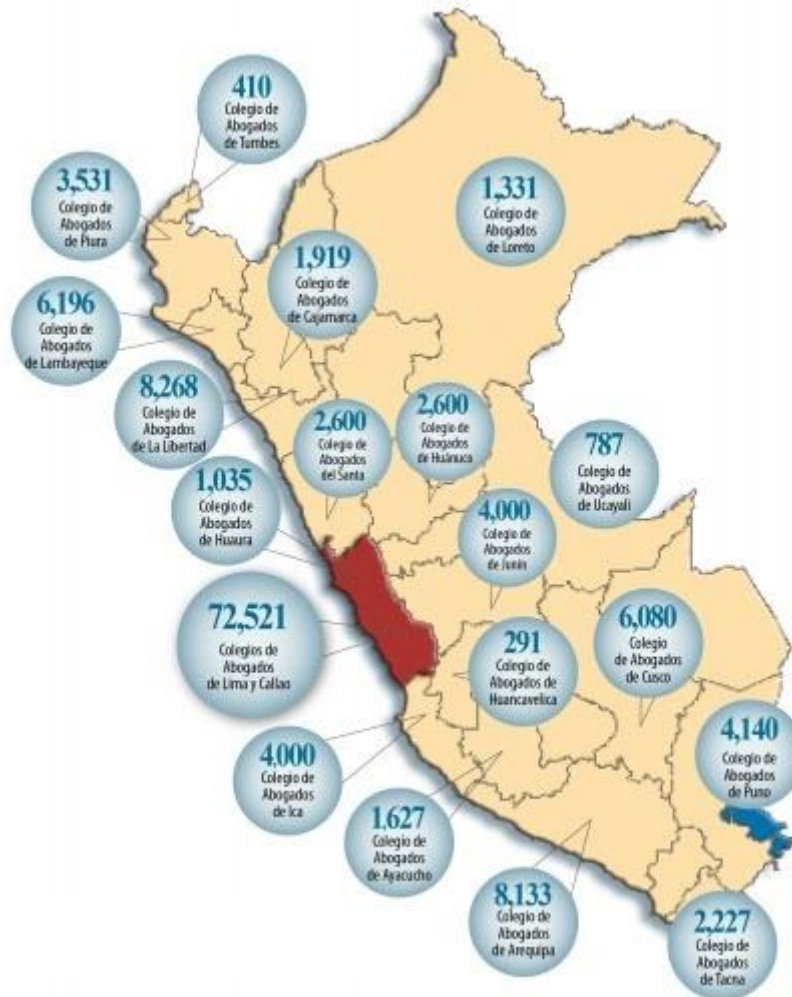 410
Colegio de
Abogados
de Tumbes
3,531
Colegio de
Abogados
de Piura
1,331
Colegio de
Abogados
de Loreto
1,919
Colegio de
Abogados
de Cajamarca
6,196
Colegio de
Abogados
de Lambayeque
8,268
Colegio de
Abogados
de La Libertad
2,600
Colegio de
Abogados
del Santa
2,600
Colegio de
Abogados
de Huánuco
787
Colegio de
Abogados
de Ucayali
1,035
Colegio de
Abogados
de Huaura
4,000
Colegio de
Abogados
de Junín
72,521
Colegios de
Abogados
de Lima y Callao
291
Colegio de
Abogados de
Huancavelica
6,080
Colegio
de Abogados
de Cusco
4,000
Colegio de
Abogados
de Ica
4,140
Colegio de
Abogados
de Puno
1,627
Colegio de
Abogados
de Ayacucho
8,133
Colegio de
Abogados
de Arequipa
2,227
Colegio de
Abogados
de Tacna